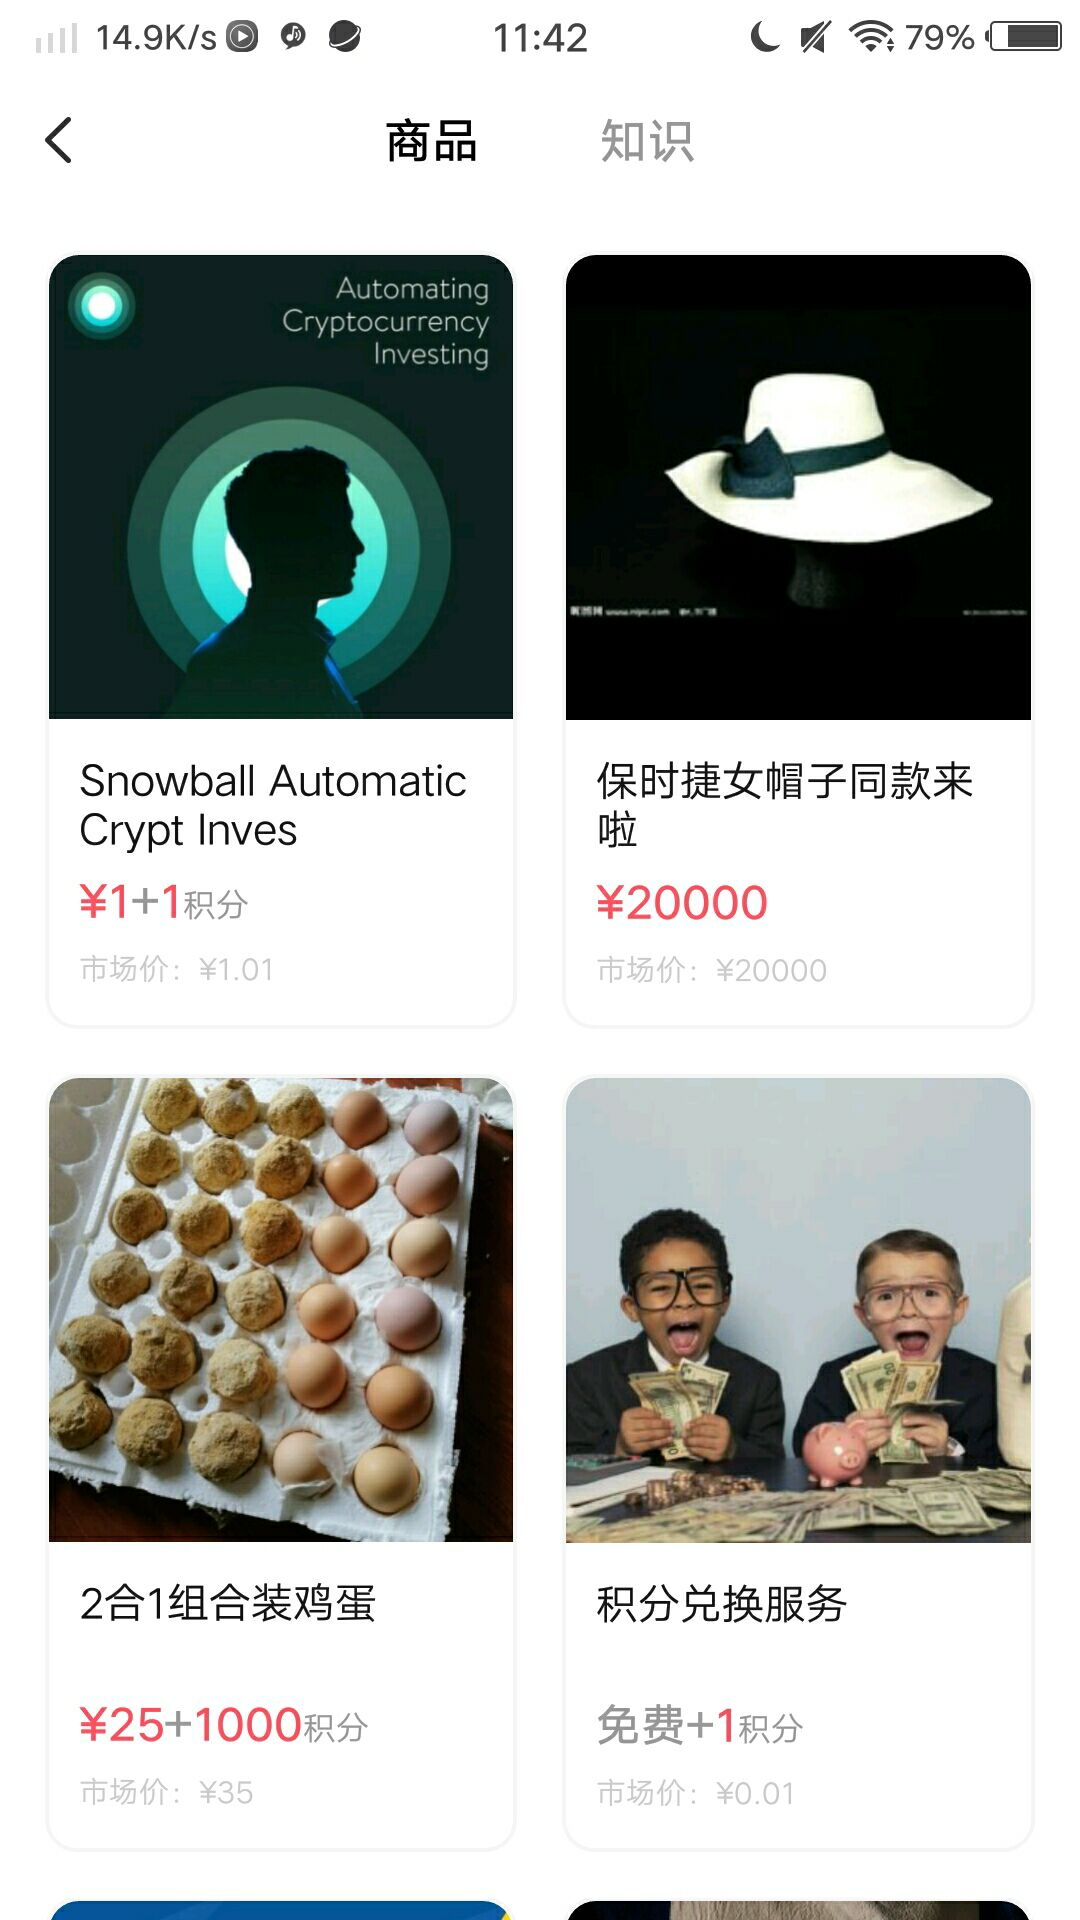 14.9K/s
11:42
79%
商品
知识
Automating
Cryptocurrency
Investing
www.nipic.com
Snowball Automatic
Crypt Inves
¥1+1积分
市场价：¥1.01
保时捷女帽子同款来
啦
¥20000
市场价：¥20000
2合1组合装鸡蛋
¥25+1000积分
市场价：¥35
积分兑换服务
免费+1积分
市场价：¥0.01